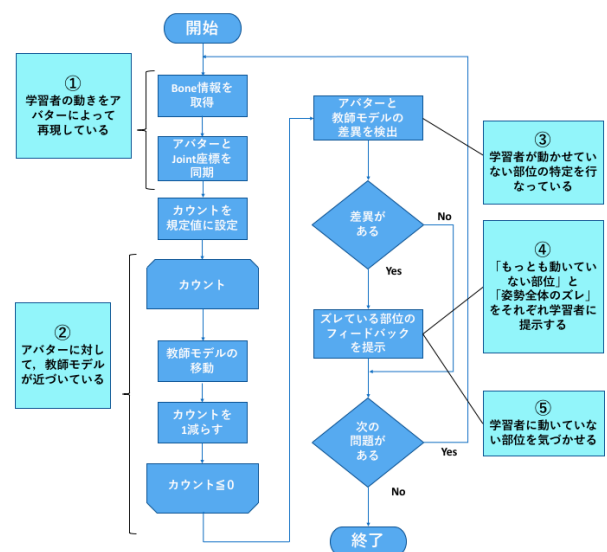 開始
①
学習者の動きをア
バターによって
再現している
Bone情報を
取得
アバターと
Joint座標を
同期
カウントを
規定値に設定
カウント
②
アバターに対し
て，教師モデル
が近づいている
教師モデルの
移動
カウントを
1減らす
カウント≦0
アバターと
教師モデルの
差異を検出
③
学習者が動かせてい
ない部位の特定を行
なっている
差異が
ある
No
Yes
④
「もっとも動いてい
ない部位」と
「姿勢全体のズレ」
をそれぞれ学習者に
提示する
ズレている部位の
フィードバック
を提示
⑤
学習者に動いていな
い部位を気づかせる
次の
問題が
ある
Yes
No
終了